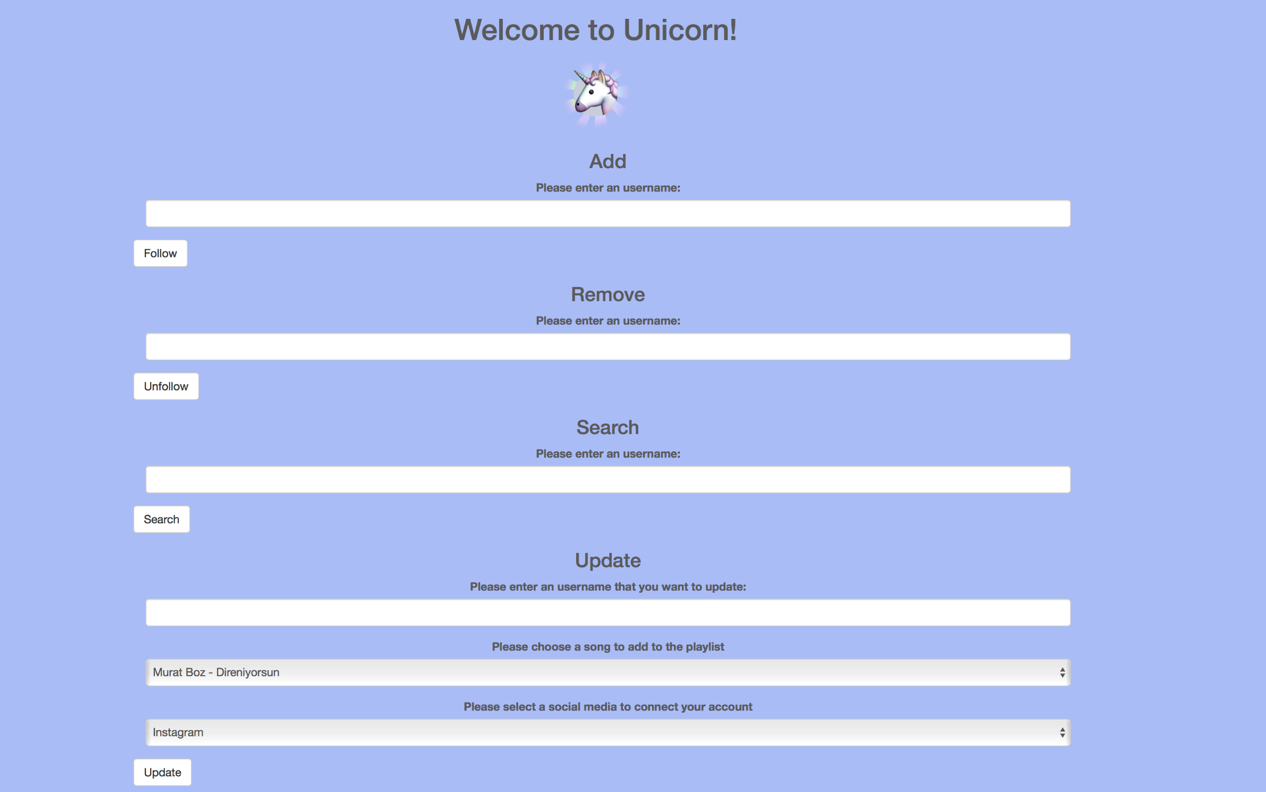 Welcome to Unicorn!
Add
Please enter an username:
Follow
Remove
Please enter an username:
Unfollow
Search
Please enter an username:
Search
Update
Please enter an username that you want to update:
Please choose a song to add to the playlist
Murat Boz - Direniyorsun
Please select a social media to connect your account
Instagram
Update